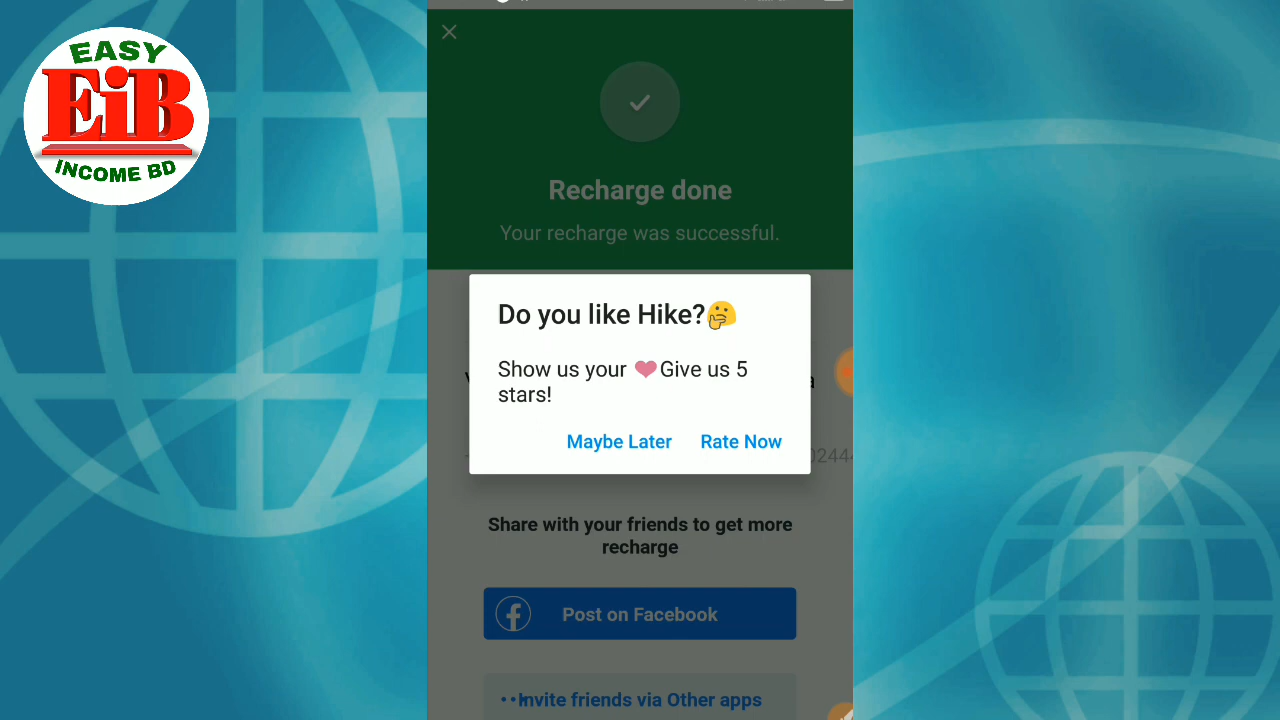 EASY
EiB
INCOME BD
Recharge done
Your recharge was successful.
Do you like Hike?🤔
Show us your ❤Give us 5
stars!
Maybe Later
Rate Now
Share with your friends to get more
recharge
Post on Facebook
Invite friends via Other apps